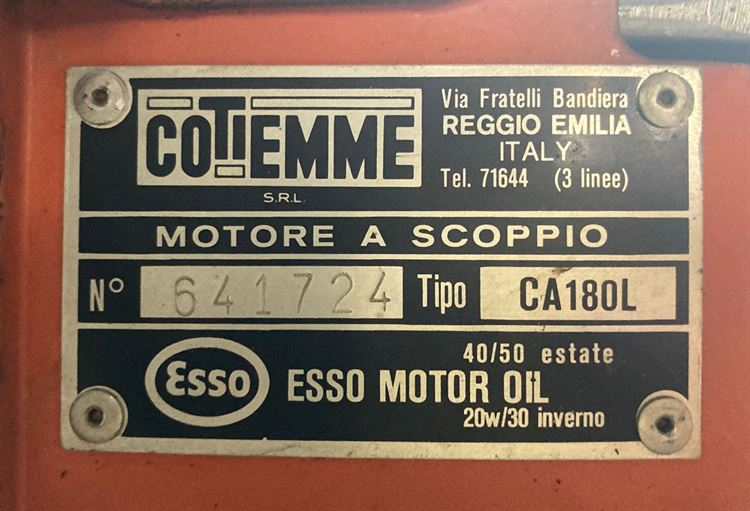 COTIEMME
S.R.L.
Via Fratelli Bandiera
REGGIO EMILIA
ITALY
Tel. 71644 (3 linee)
MOTORE A SCOPPIO
N° 641724 Tipo CA180L
Esso
40/50 estate
ESSO MOTOR OIL
20w/30 inverno